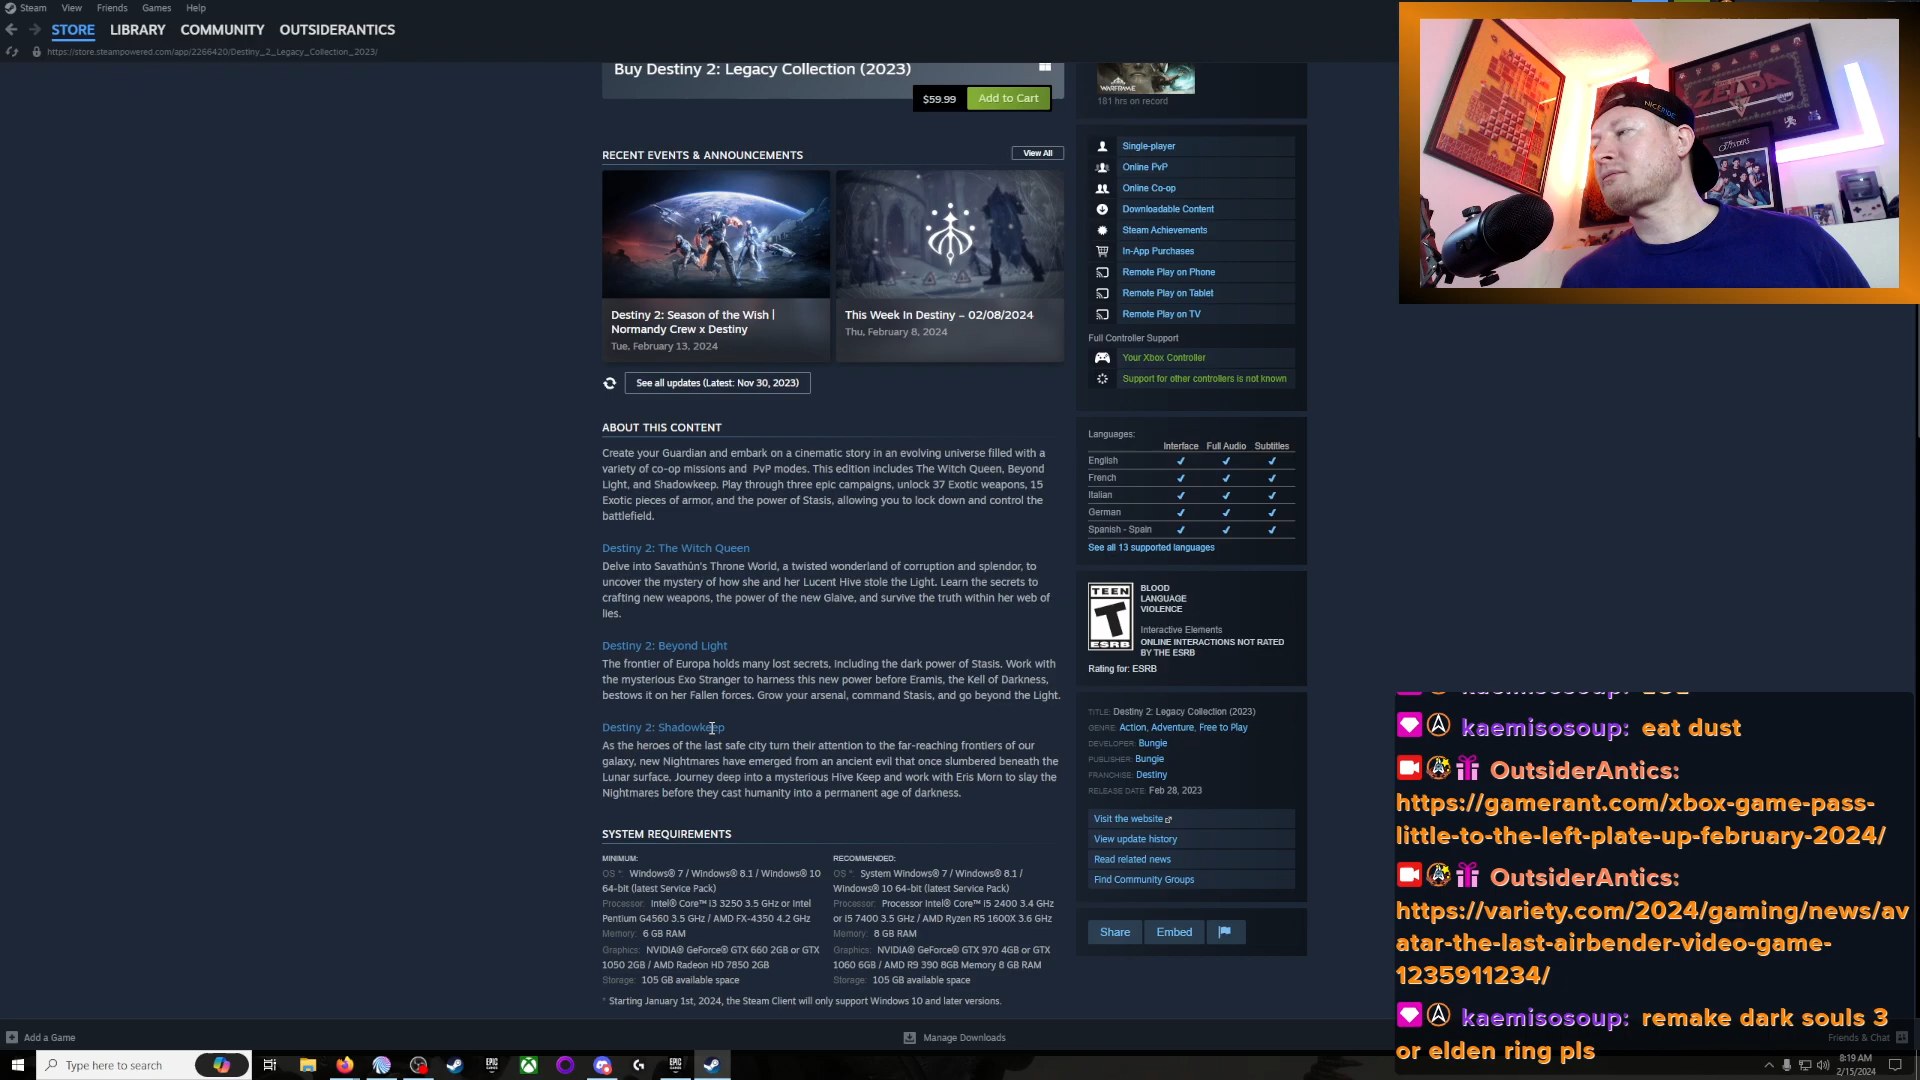 Steam View Friends Games Help
STORE LIBRARY COMMUNITY OUTSIDERANTICS
https://store.steampowered.com/app/2266420/Destiny_2_Legacy_Collection_2023/
Buy Destiny 2: Legacy Collection (2023)
$59.99 Add to Cart
RECENT EVENTS & ANNOUNCEMENTS
View All
Destiny 2: Season of the Wish |
Normandy Crew x Destiny
Tue, February 13, 2024
This Week In Destiny – 02/08/2024
Thu, February 8, 2024
See all updates (Latest: Nov 30, 2023)
ABOUT THIS CONTENT
Create your Guardian and embark on a cinematic story in an evolving universe filled with a
variety of co-op missions and PvP modes. This edition includes The Witch Queen, Beyond
Light, and Shadowkeep. Play through three epic campaigns, unlock 37 Exotic weapons, 15
Exotic pieces of armor, and the power of Stasis, allowing you to lock down and control the
battlefield.
Destiny 2: The Witch Queen
Delve into Savathûn's Throne World, a twisted wonderland of corruption and splendor, to
uncover the mystery of how she and her Lucent Hive stole the Light. Learn the secrets to
crafting new weapons, the power of the new Glaive, and survive the truth within her web of
lies.
Destiny 2: Beyond Light
The frontier of Europa holds many lost secrets, including the dark power of Stasis. Work with
the mysterious Exo Stranger to harness this new power before Eramis, the Kell of Darkness,
bestows it on her Fallen forces. Grow your arsenal, command Stasis, and go beyond the Light.
Destiny 2: Shadowkeep
As the heroes of the last safe city turn their attention to the far-reaching frontiers of our
galaxy, new Nightmares have emerged from an ancient evil that once slumbered beneath the
Lunar surface. Journey deep into a mysterious Hive Keep and work with Eris Morn to slay the
Nightmares before they cast humanity into a permanent age of darkness.
SYSTEM REQUIREMENTS
MINIMUM:
OS *: Windows® 7 / Windows® 8.1 / Windows® 10
64-bit (latest Service Pack)
Processor: Intel® Core™ i3 3250 3.5 GHz or Intel
Pentium G4560 3.5 GHz / AMD FX-4350 4.2 GHz
Memory: 6 GB RAM
Graphics: NVIDIA® GeForce® GTX 660 2GB or GTX
1050 2GB / AMD Radeon HD 7850 2GB
Storage: 105 GB available space
RECOMMENDED:
OS *: System Windows® 7 / Windows® 8.1 /
Windows® 10 64-bit (latest Service Pack)
Processor: Processor Intel® Core™ i5 2400 3.4 GHz
or i5 7400 3.5 GHz / AMD Ryzen R5 1600X 3.6 GHz
Memory: 8 GB RAM
Graphics: NVIDIA® GeForce® GTX 970 4GB or GTX
1060 6GB / AMD R9 390 8GB Memory 8 GB RAM
Storage: 105 GB available space
* Starting January 1st, 2024, the Steam Client will only support Windows 10 and later versions.
WARFRAME
181 hrs on record
Single-player
Online PvP
Online Co-op
Downloadable Content
Steam Achievements
In-App Purchases
Remote Play on Phone
Remote Play on Tablet
Remote Play on TV
Full Controller Support
Your Xbox Controller
Support for other controllers is not known
Languages:
Interface Full Audio Subtitles
English
French
Italian
German
Spanish - Spain
See all 13 supported languages
TEEN
T
ESRB
BLOOD
LANGUAGE
VIOLENCE
Interactive Elements
ONLINE INTERACTIONS NOT RATED
BY THE ESRB
Rating for: ESRB
TITLE: Destiny 2: Legacy Collection (2023)
GENRE: Action, Adventure, Free to Play
DEVELOPER: Bungie
PUBLISHER: Bungie
FRANCHISE: Destiny
RELEASE DATE: Feb 28, 2023
Visit the website
View update history
Read related news
Find Community Groups
Share Embed
ZELDA
NICE
kaemisosoup: eat dust
OutsiderAntics:
https://gamerant.com/xbox-game-pass-
little-to-the-left-plate-up-february-2024/
OutsiderAntics:
https://variety.com/2024/gaming/news/av
atar-the-last-airbender-video-game-
1235911234/
kaemisosoup: remake dark souls 3
or elden ring pls
Add a Game
Manage Downloads
Friends & Chat
Type here to search
8:19 AM
2/15/2024